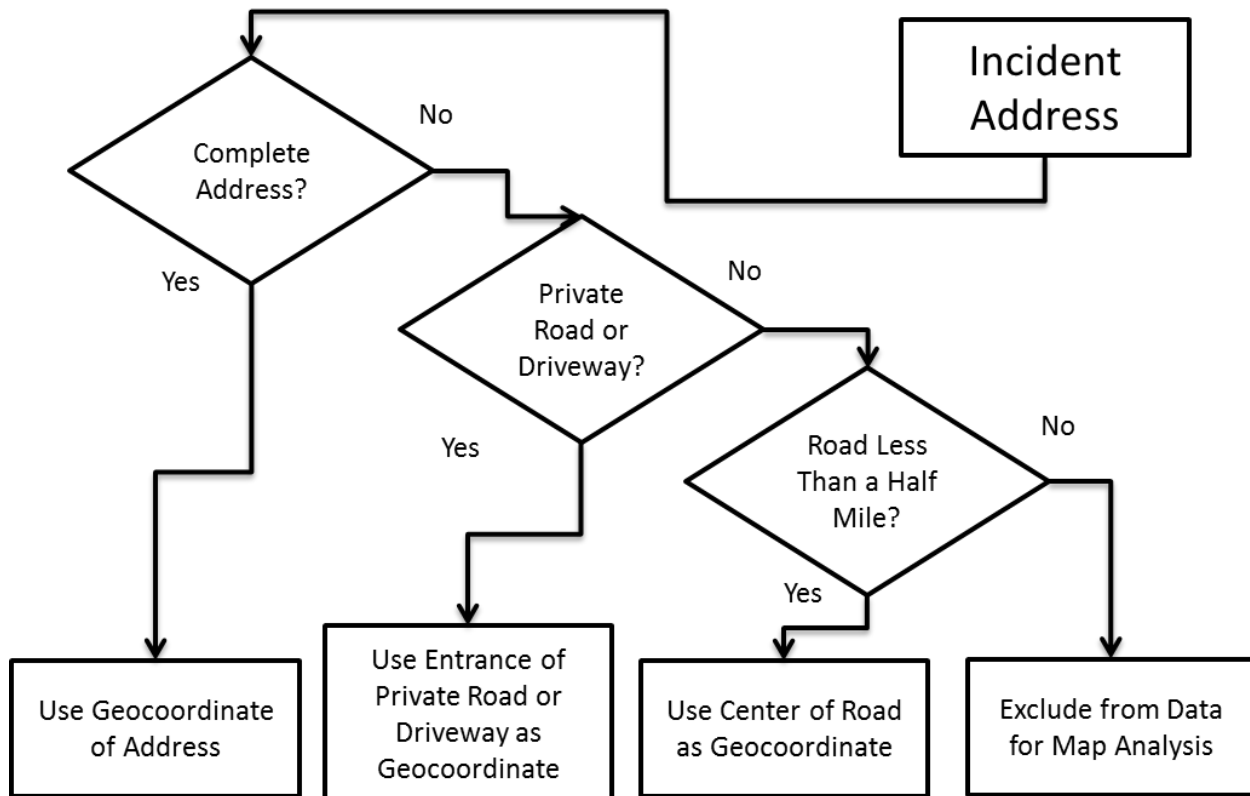 Incident
Address
Complete
Address?
No
Yes
Private
Road or
Driveway?
No
Yes
Road Less
Than a Half
Mile?
No
Yes
Use Geocoordinate
of Address
Use Entrance of
Private Road or
Driveway as
Geocoordinate
Use Center of Road
as Geocoordinate
Exclude from Data
for Map Analysis